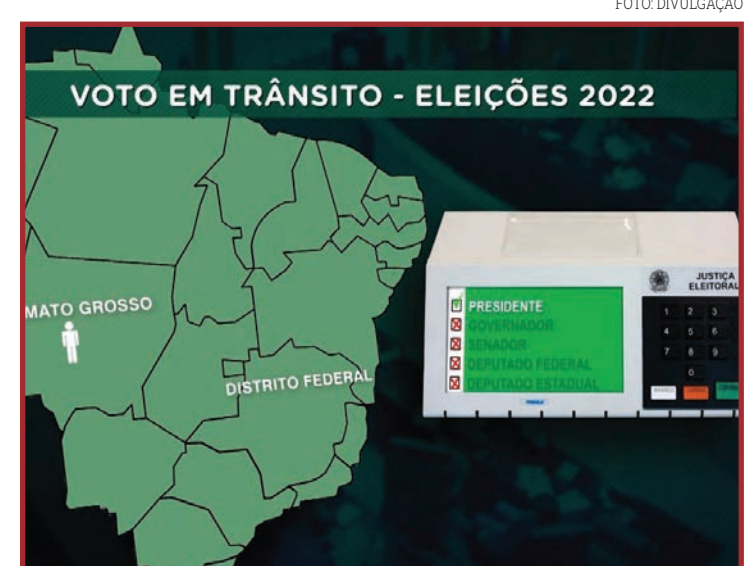 FOTO: DIVULGAÇÃO
VOTO EM TRÂNSITO - ELEIÇÕES 2022
MATO GROSSO
DISTRITO FEDERAL
JUSTIÇA
ELEITORAL
PRESIDENTE
GOVERNADOR
SENADOR
DEPUTADO FEDERAL
DEPUTADO ESTADUAL
1 2 3
4 5 6
7 8 9
0